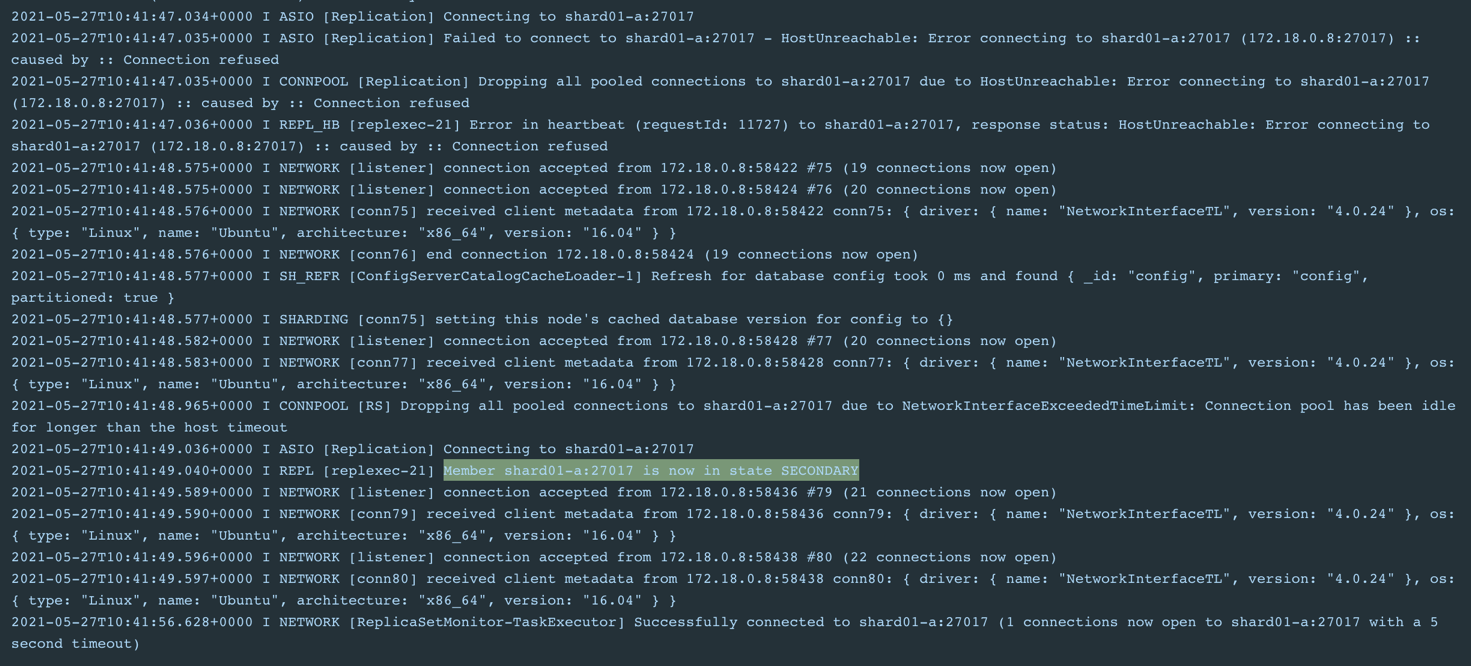 2021-05-27T10:41:47.034+0000 I ASIO [Replication] Connecting to shard01-a:27017
2021-05-27T10:41:47.035+0000 I ASIO [Replication] Failed to connect to shard01-a:27017 - HostUnreachable: Error connecting to shard01-a:27017 (172.18.0.8:27017) ::
caused by :: Connection refused
2021-05-27T10:41:47.035+0000 I CONNPOOL [Replication] Dropping all pooled connections to shard01-a:27017 due to HostUnreachable: Error connecting to shard01-a:27017
(172.18.0.8:27017) :: caused by :: Connection refused
2021-05-27T10:41:47.036+0000 I REPL_HB [replexec-21] Error in heartbeat (requestId: 11727) to shard01-a:27017, response status: HostUnreachable: Error connecting to
shard01-a:27017 (172.18.0.8:27017) :: caused by :: Connection refused
2021-05-27T10:41:48.575+0000 I NETWORK [listener] connection accepted from 172.18.0.8:58422 #75 (19 connections now open)
2021-05-27T10:41:48.575+0000 I NETWORK [listener] connection accepted from 172.18.0.8:58424 #76 (20 connections now open)
2021-05-27T10:41:48.576+0000 I NETWORK [conn75] received client metadata from 172.18.0.8:58422 conn75: { driver: { name: "NetworkInterfaceTL", version: "4.0.24" }, os:
{ type: "Linux", name: "Ubuntu", architecture: "x86_64", version: "16.04" } }
2021-05-27T10:41:48.576+0000 I NETWORK [conn76] end connection 172.18.0.8:58424 (19 connections now open)
2021-05-27T10:41:48.577+0000 I SH_REFR [ConfigServerCatalogCacheLoader-1] Refresh for database config took 0 ms and found { _id: "config", primary: "config",
partitioned: true }
2021-05-27T10:41:48.577+0000 I SHARDING [conn75] setting this node's cached database version for config to {}
2021-05-27T10:41:48.582+0000 I NETWORK [listener] connection accepted from 172.18.0.8:58428 #77 (20 connections now open)
2021-05-27T10:41:48.583+0000 I NETWORK [conn77] received client metadata from 172.18.0.8:58428 conn77: { driver: { name: "NetworkInterfaceTL", version: "4.0.24" }, os:
{ type: "Linux", name: "Ubuntu", architecture: "x86_64", version: "16.04" } }
2021-05-27T10:41:48.965+0000 I CONNPOOL [RS] Dropping all pooled connections to shard01-a:27017 due to NetworkInterfaceExceededTimeLimit: Connection pool has been idle
for longer than the host timeout
2021-05-27T10:41:49.036+0000 I ASIO [Replication] Connecting to shard01-a:27017
2021-05-27T10:41:49.040+0000 I REPL [replexec-21] Member shard01-a:27017 is now in state SECONDARY
2021-05-27T10:41:49.589+0000 I NETWORK [listener] connection accepted from 172.18.0.8:58436 #79 (21 connections now open)
2021-05-27T10:41:49.590+0000 I NETWORK [conn79] received client metadata from 172.18.0.8:58436 conn79: { driver: { name: "NetworkInterfaceTL", version: "4.0.24" }, os:
{ type: "Linux", name: "Ubuntu", architecture: "x86_64", version: "16.04" } }
2021-05-27T10:41:49.596+0000 I NETWORK [listener] connection accepted from 172.18.0.8:58438 #80 (22 connections now open)
2021-05-27T10:41:49.597+0000 I NETWORK [conn80] received client metadata from 172.18.0.8:58438 conn80: { driver: { name: "NetworkInterfaceTL", version: "4.0.24" }, os:
{ type: "Linux", name: "Ubuntu", architecture: "x86_64", version: "16.04" } }
2021-05-27T10:41:56.628+0000 I NETWORK [ReplicaSetMonitor-TaskExecutor] Successfully connected to shard01-a:27017 (1 connections now open to shard01-a:27017 with a 5
second timeout)